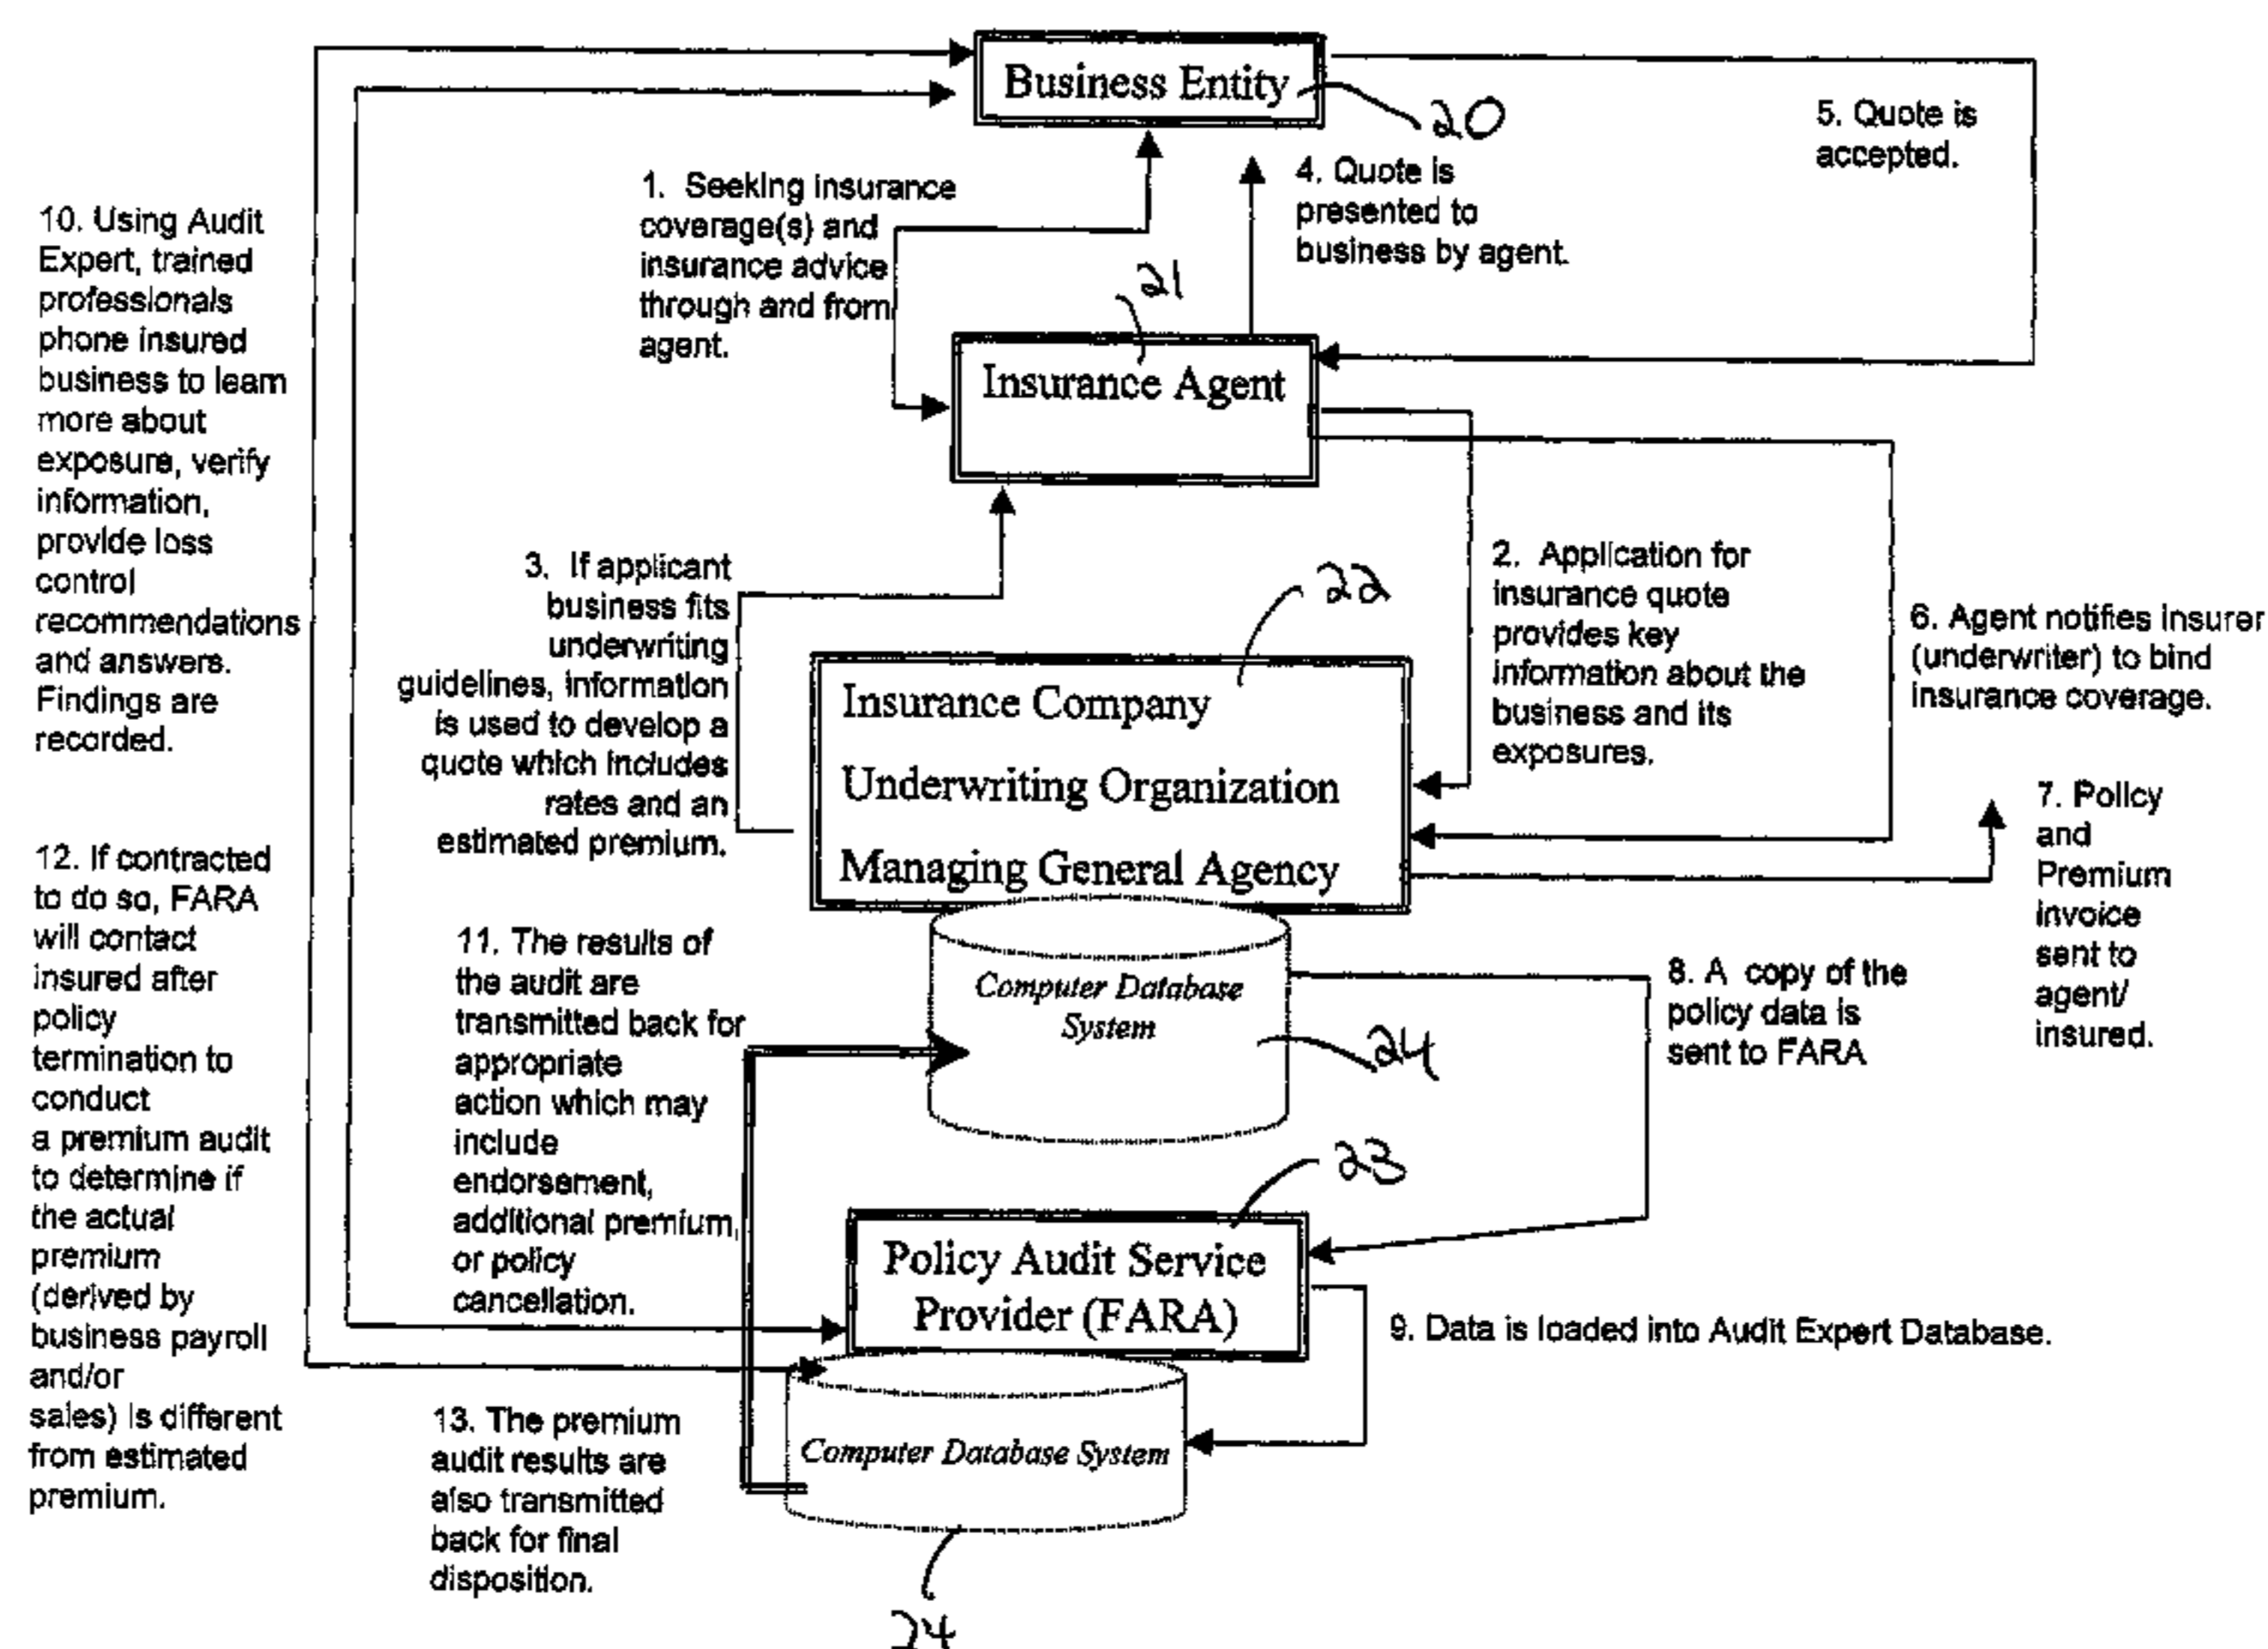 Business Entity
20
5. Quote is
accepted.
1. Seeking insurance
coverage(s) and
insurance advice
through and from
agent.
4. Quote is
presented to
business by agent.
21
Insurance Agent
10. Using Audit
Expert, trained
professionals
phone insured
business to learn
more about
exposure, verify
information,
provide loss
control
recommendations
and answers.
Findings are
recorded.
3. If applicant
business fits
underwriting
guidelines, information
is used to develop a
quote which includes
rates and an
estimated premium.
22
2. Application for
insurance quote
provides key
information about the
business and its
exposures.
6. Agent notifies insurer
(underwriter) to bind
insurance coverage.
Insurance Company
Underwriting Organization
Managing General Agency
7. Policy
and
Premium
invoice
sent to
agent/
insured.
12. If contracted
to do so, FARA
will contact
insured after
policy
termination to
conduct
a premium audit
to determine if
the actual
premium
(derived by
business payroll
and/or
sales) is different
from estimated
premium.
11. The results of
the audit are
transmitted back for
appropriate
action which may
include
endorsement,
additional premium,
or policy
cancellation.
Computer Database
System
24
8. A copy of the
policy data is
sent to FARA
23
Policy Audit Service
Provider (FARA)
9. Data is loaded into Audit Expert Database.
13. The premium
audit results are
also transmitted
back for final
disposition.
Computer Database System
24